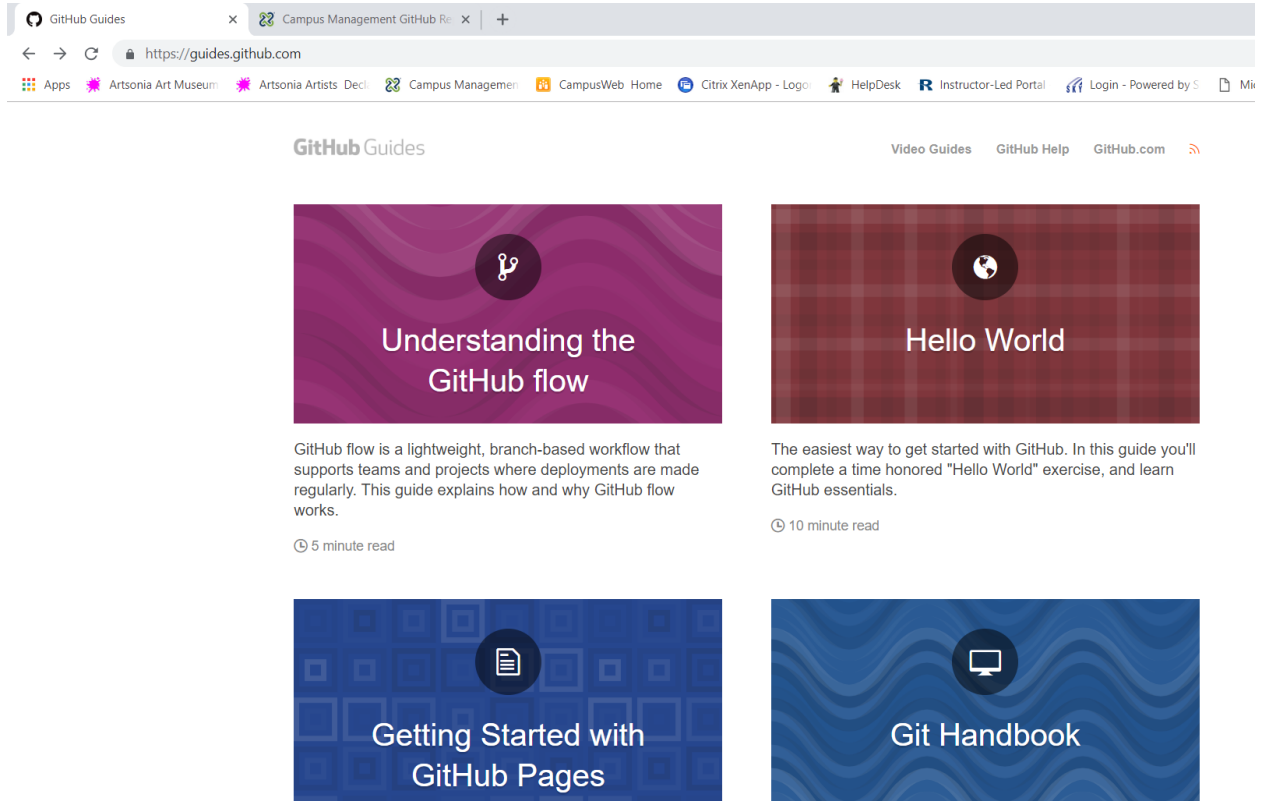 GitHub Guides
Campus Management GitHub Re
https://guides.github.com
Apps Artsonia Art Museum Artsonia Artists Decl Campus Managemen CampusWeb Home Citrix XenApp - Logo HelpDesk Instructor-Led Portal Login - Powered by S Mi
GitHub Guides
Video Guides GitHub Help GitHub.com
Understanding the
GitHub flow
GitHub flow is a lightweight, branch-based workflow that
supports teams and projects where deployments are made
regularly. This guide explains how and why GitHub flow
works.
5 minute read
Hello World
The easiest way to get started with GitHub. In this guide you'll
complete a time honored "Hello World" exercise, and learn
GitHub essentials.
10 minute read
Getting Started with
GitHub Pages
Git Handbook